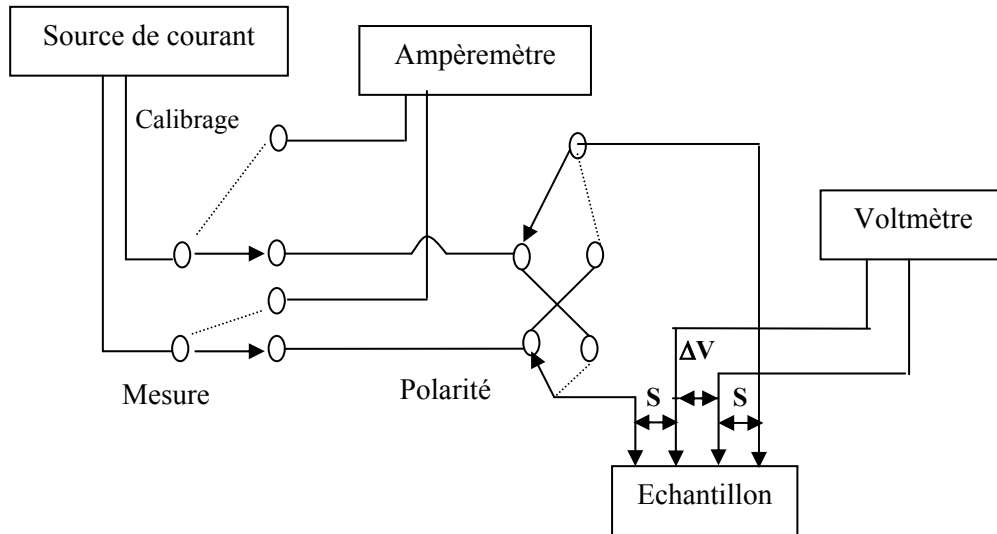 Source de courant
Ampèremètre
Calibrage
Voltmètre
ΔV
Mesure
Polarité
S
S
Echantillon